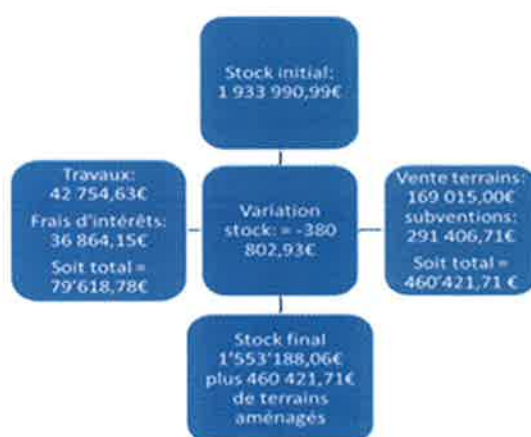 Stock initial:
1 933 990,99€
Travaux:
42 754,63€
Frais d'intérêts:
36 864,15€
Soit total =
79'618,78€
Variation
stock: = -380
802,93€
Vente terrains:
169 015,00€
subventions:
291 406,71€
Soit total =
460'421,71 €
Stock final
1'553'188,06€
plus 460 421,71€
de terrains
aménagés